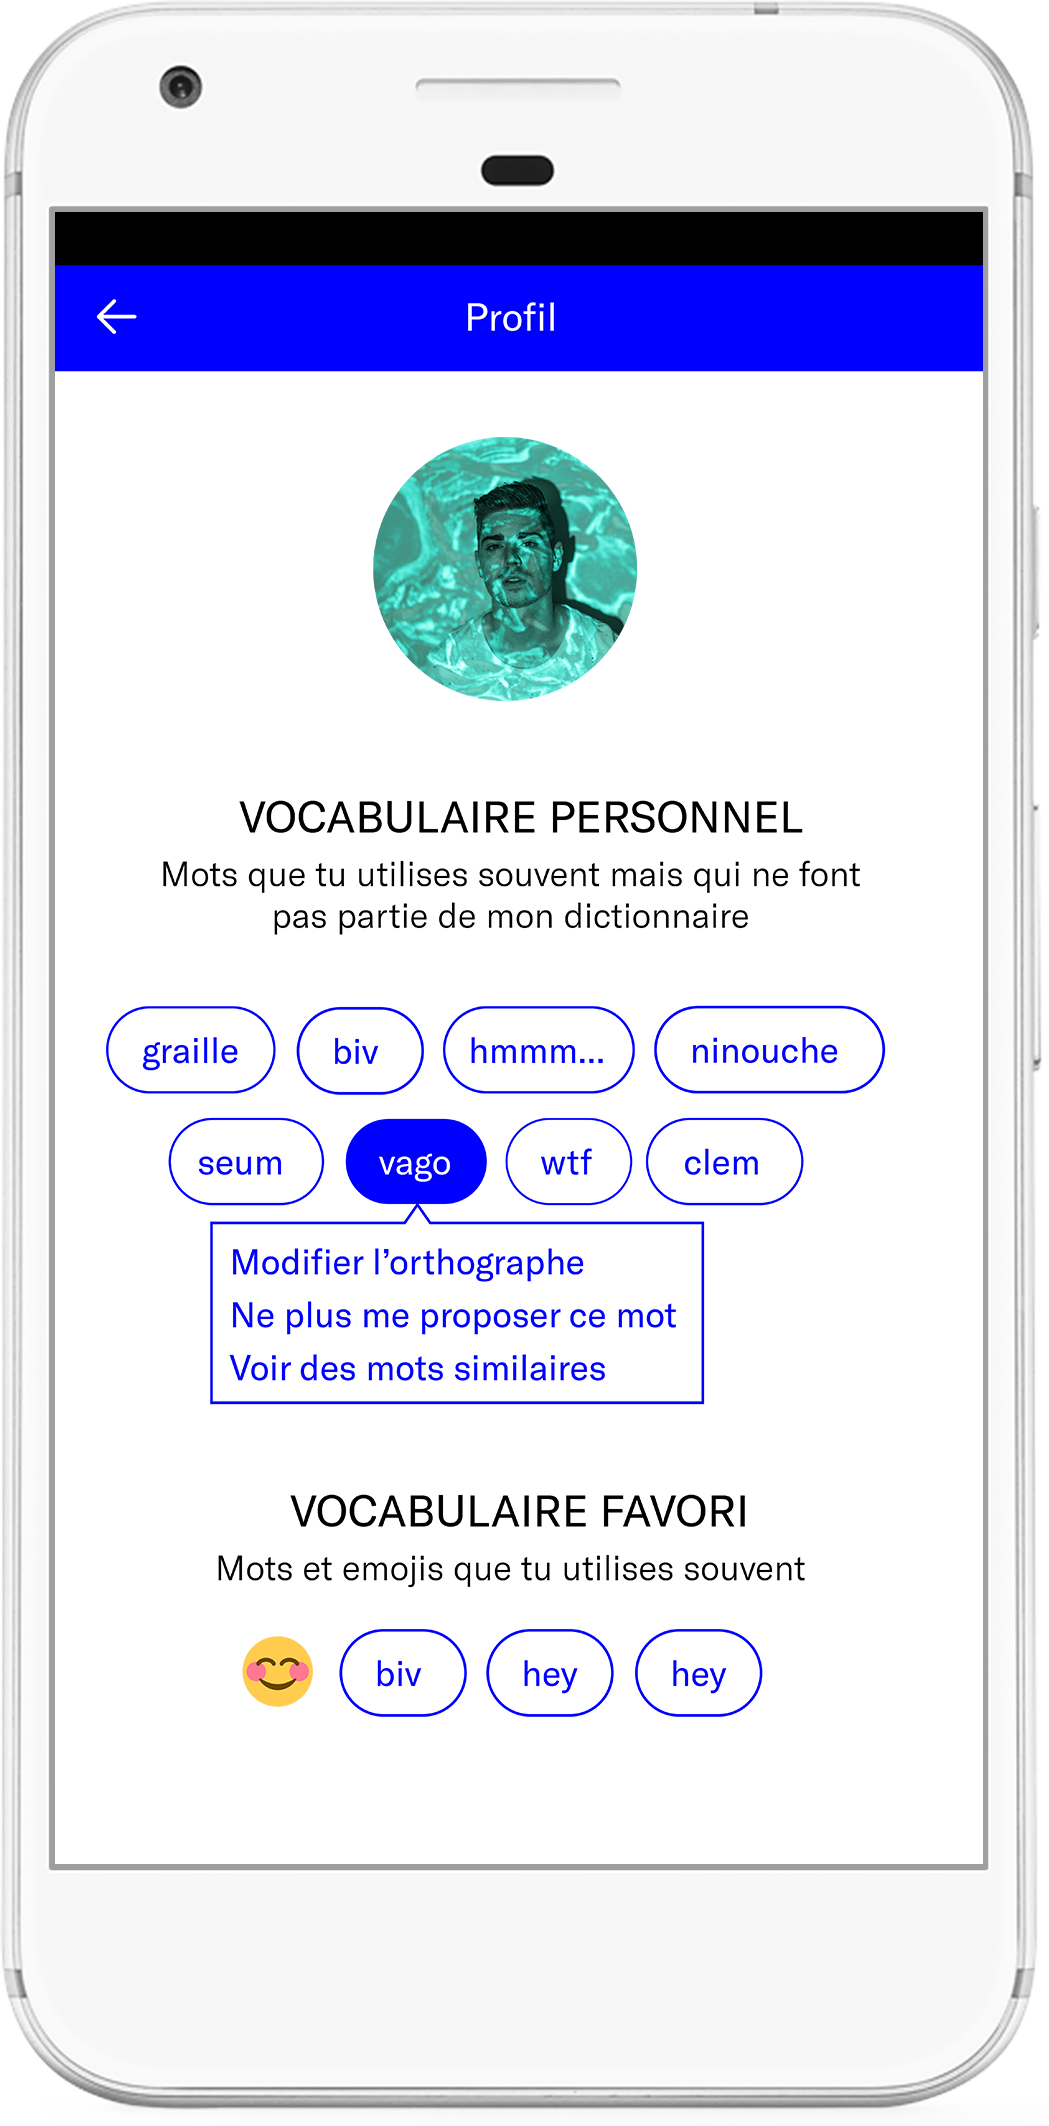 Profil
VOCABULAIRE PERSONNEL
Mots que tu utilises souvent mais qui ne font
pas partie de mon dictionnaire
graille biv hmmm... ninouche
seum vago wtf clem
Modifier l’orthographe
Ne plus me proposer ce mot
Voir des mots similaires
VOCABULAIRE FAVORI
Mots et emojis que tu utilises souvent
😊 biv hey hey